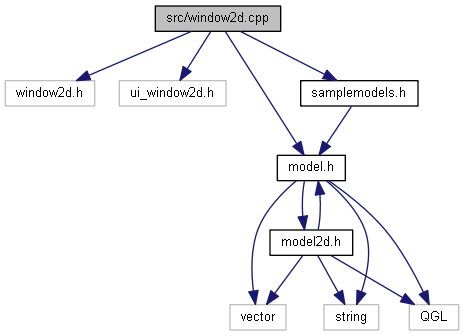 src/window2d.cpp
window2d.h
ui_window2d.h
samplemodels.h
model.h
model2d.h
vector
string
QGL